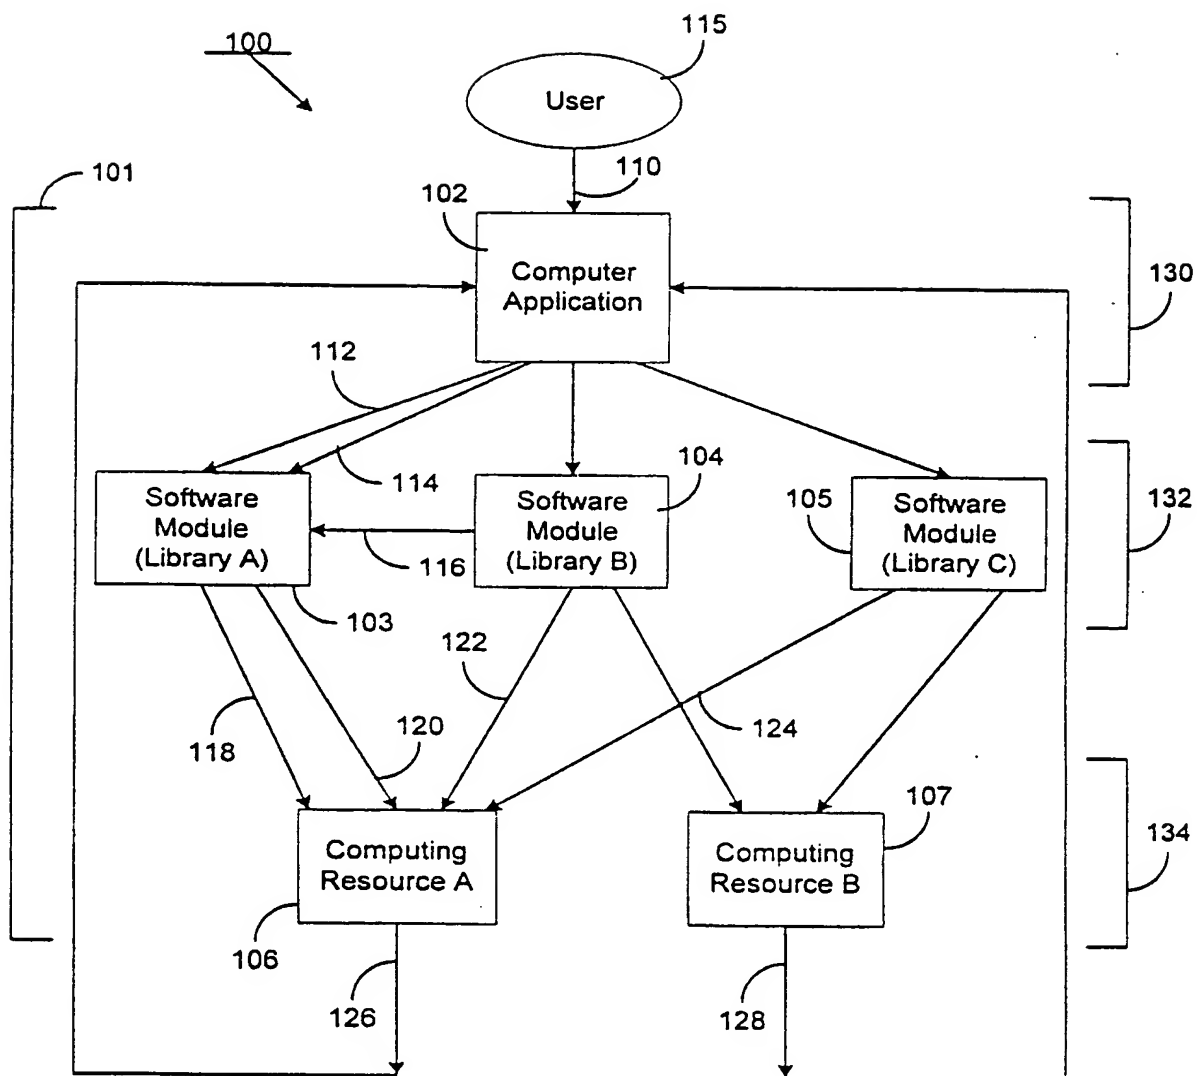 100
115
User
101
110
102
Computer
Application
130
112
114
104
105
132
Software
Module
(Library A)
Software
Module
(Library B)
Software
Module
(Library C)
116
103
122
118
120
124
107
134
Computing
Resource A
Computing
Resource B
106
126
128